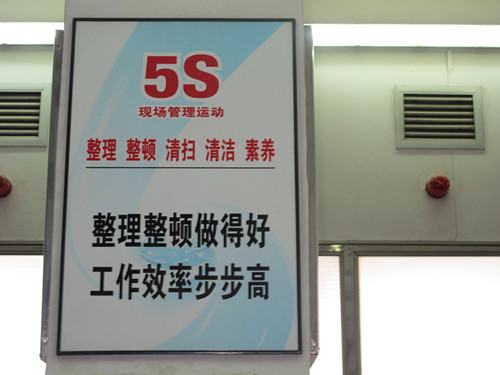 5S
现场管理运动
整理 整顿 清扫 清洁 素养
整理整顿做得好
工作效率步步高